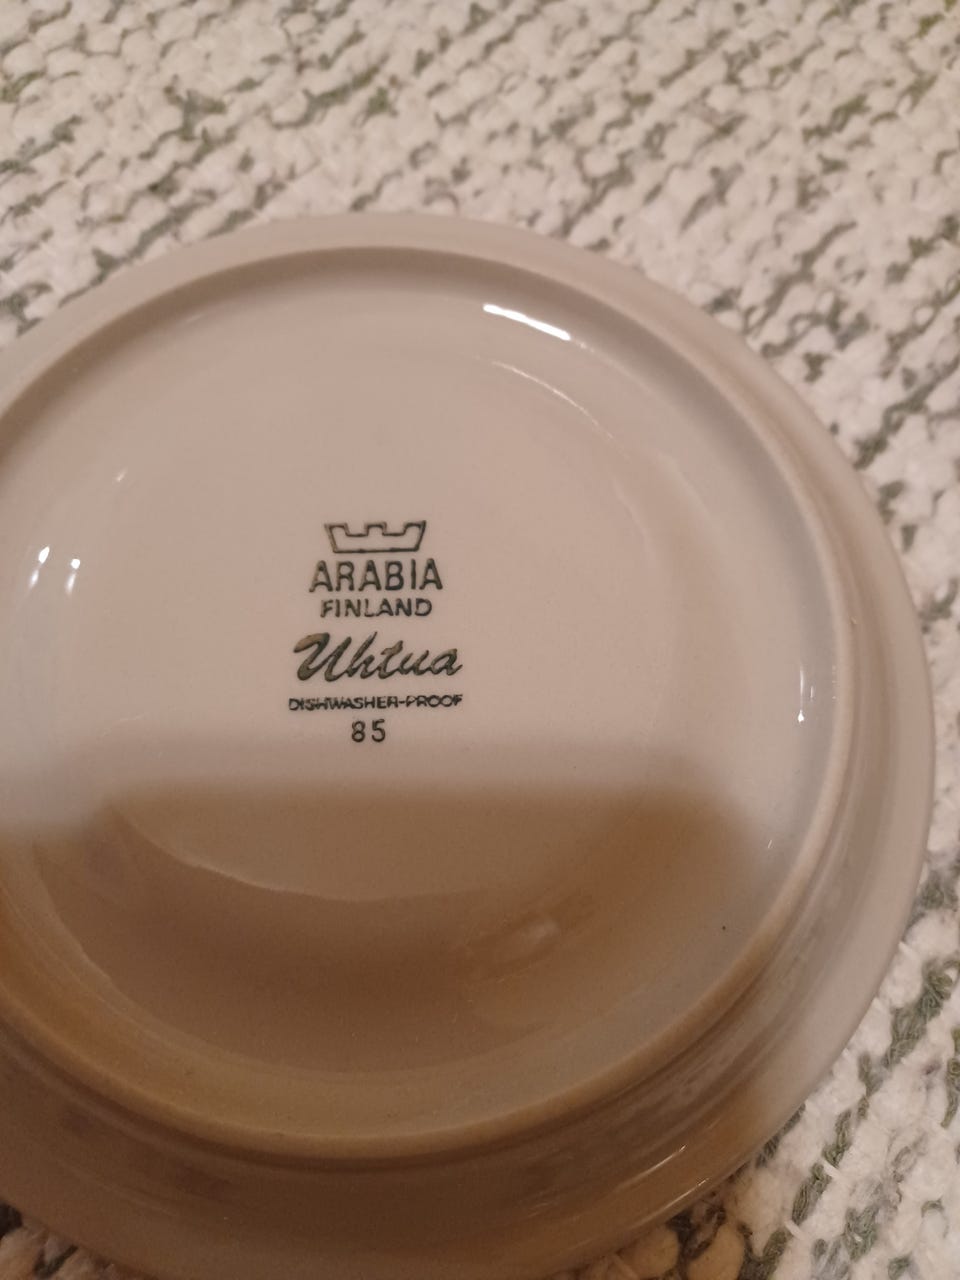 ARABIA
FINLAND
Uhtua
DISHWASHER-PROOF
85